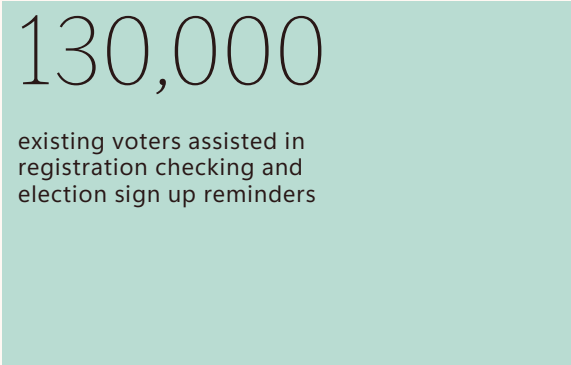 130,000
existing voters assisted in
registration checking and
election sign up reminders